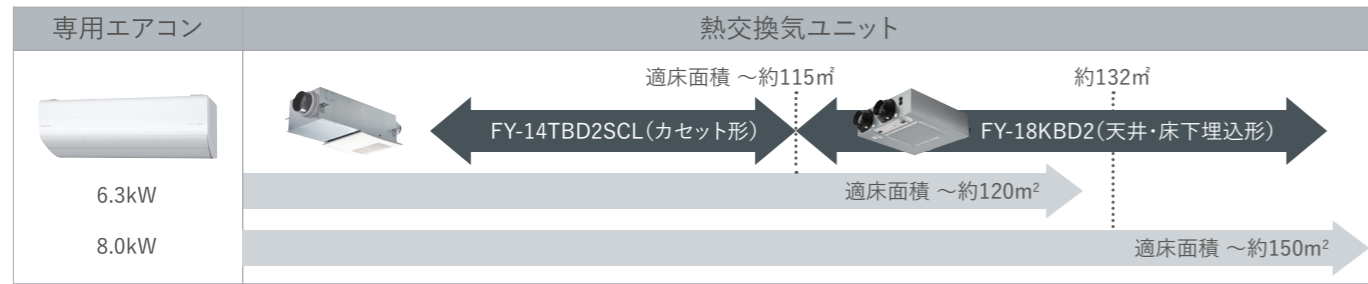 専用エアコン
熱交換気ユニット
適床面積 ～約115㎡
約132㎡
FY-14TBD2SCL（カセット形）
FY-18KBD2（天井・床下埋込形）
6.3kW
適床面積 ～約120m²
8.0kW
適床面積 ～約150m²